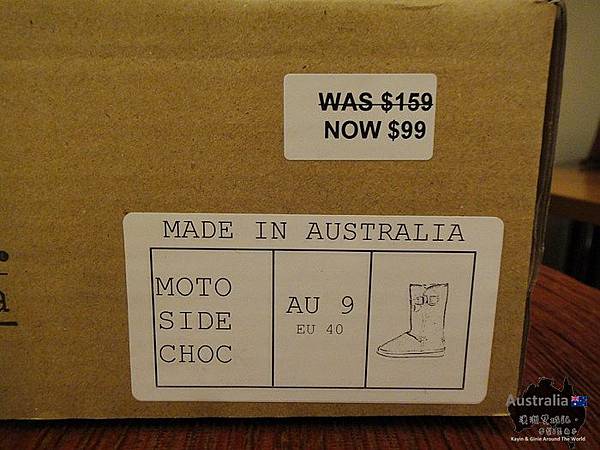 WAS $159
NOW $99
MADE IN AUSTRALIA
MOTO
SIDE
CHOC
AU 9
EU 40
a
Australia
Kayin & Ginie Around The World